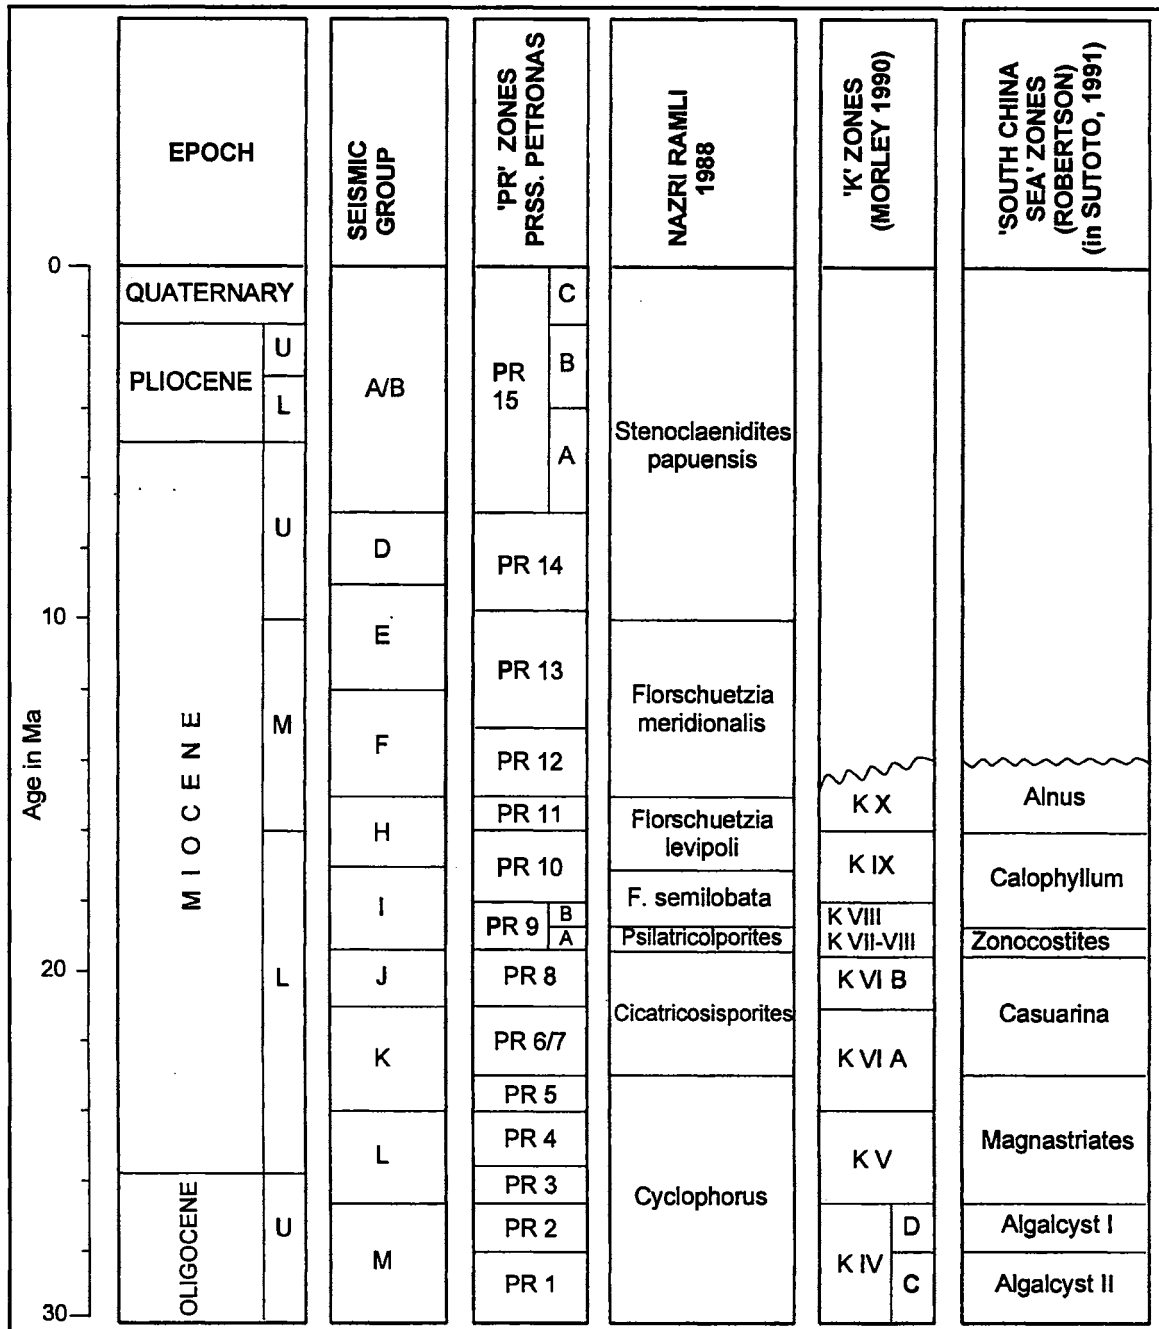 EPOCH
SEISMIC
GROUP
'PR' ZONES
PRSS. PETRONAS
NAZRI RAMLI
1988
'K' ZONES
(MORLEY 1990)
'SOUTH CHINA
SEA' ZONES
(ROBERTSON)
(in SUTOTO, 1991)
Age in Ma
0
10
20
30
QUATERNARY
PLIOCENE
U
L
MIOCENE
U
M
L
OLIGOCENE
U
A/B
D
E
F
H
I
J
K
L
M
PR
15
C
B
A
PR 14
PR 13
PR 12
PR 11
PR 10
PR 9
B
A
PR 8
PR 6/7
PR 5
PR 4
PR 3
PR 2
PR 1
Stenoclaenidites
papuensis
Florschuetzia
meridionalis
Florschuetzia
levipoli
F. semilobata
Psilatricolporites
Cicatricosisporites
Cyclophorus
K X
K IX
K VIII
K VII-VIII
K VI B
K VI A
K V
K IV
D
C
Alnus
Calophyllum
Zonocostites
Casuarina
Magnastriates
Algalcyst I
Algalcyst II